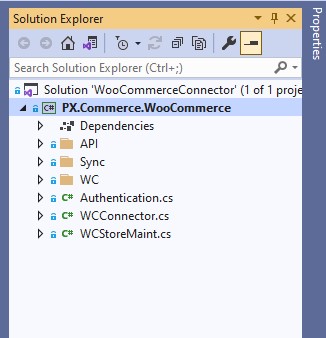 Solution Explorer
Properties
Search Solution Explorer (Ctrl+;)
Solution 'WooCommerceConnector' (1 of 1 proje
C# PX.Commerce.WooCommerce
Dependencies
API
Sync
WC
C# Authentication.cs
C# WCConnector.cs
C# WCStoreMaint.cs